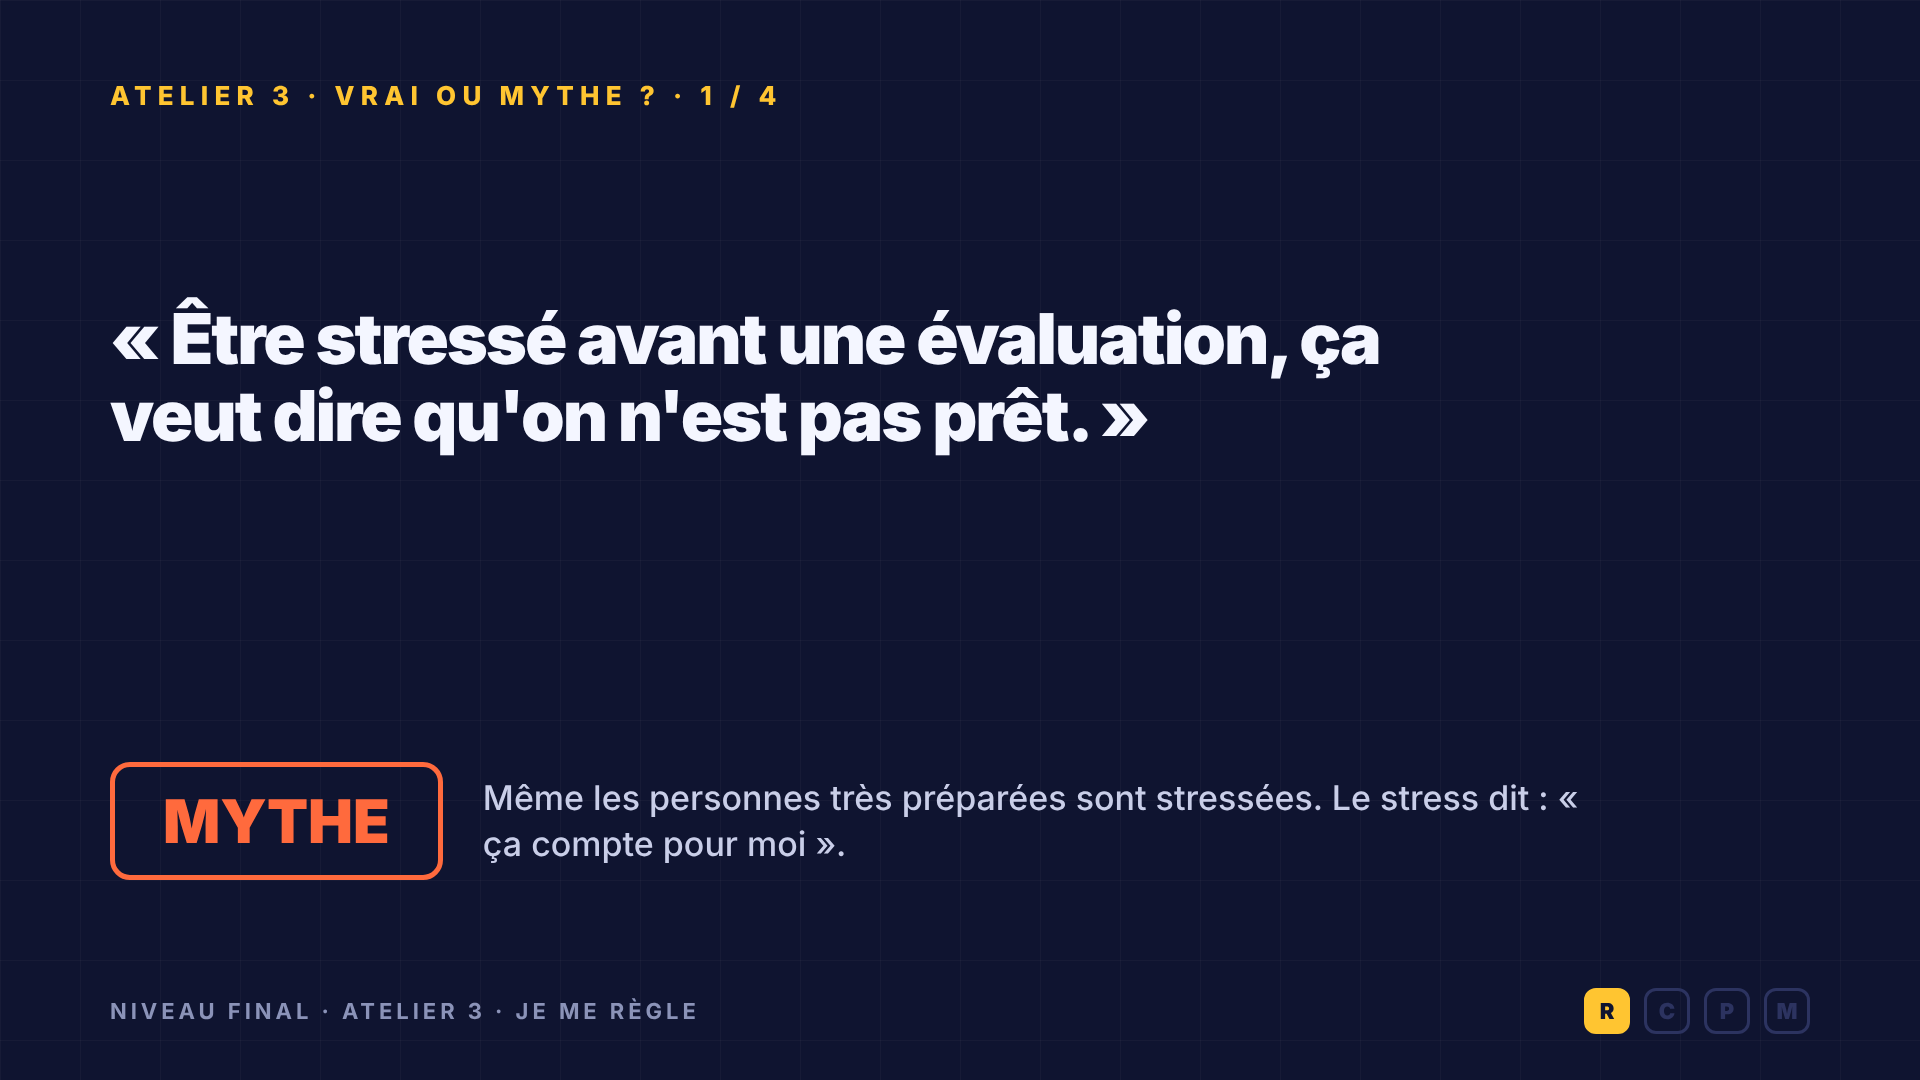 ATELIER 3 · VRAI OU MYTHE ? · 1 / 4
« Être stressé avant une évaluation, ça
veut dire qu'on n'est pas prêt. »
MYTHE
Même les personnes très préparées sont stressées. Le stress dit : «
ça compte pour moi ».
NIVEAU FINAL · ATELIER 3 · JE ME RÈGLE
R C P M